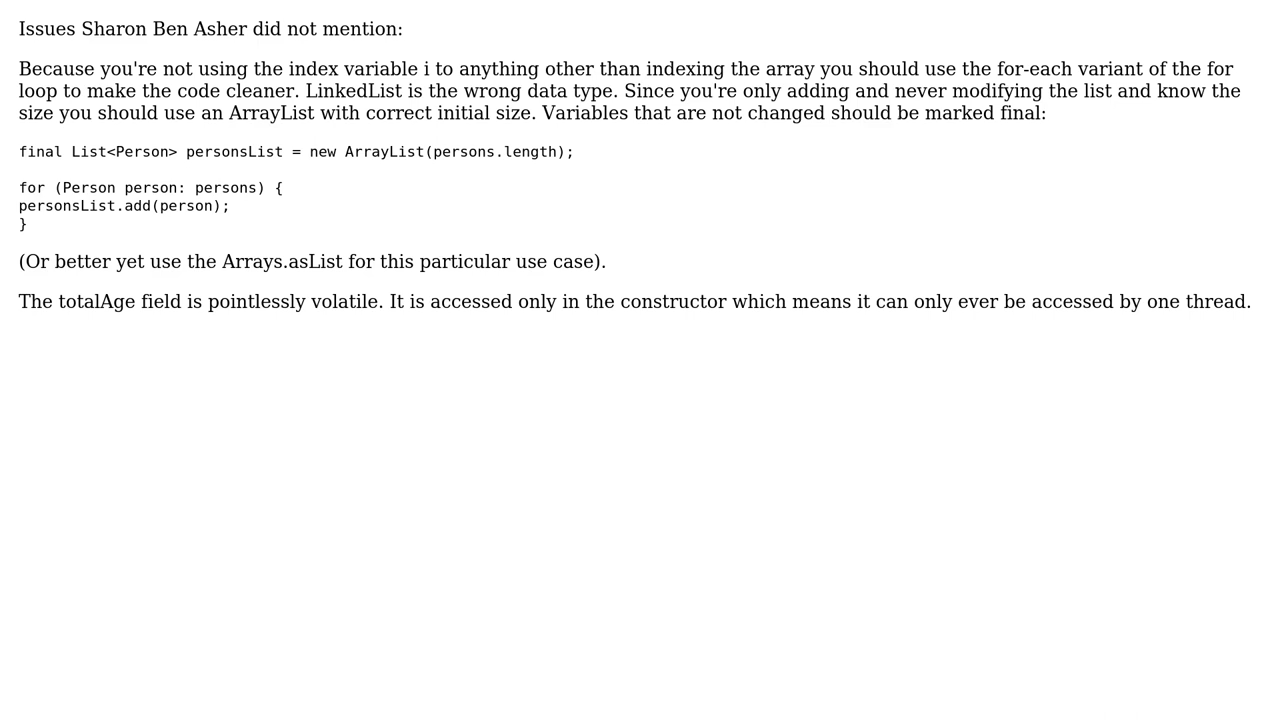 Issues Sharon Ben Asher did not mention:
Because you're not using the index variable i to anything other than indexing the array you should use the for-each variant of the for
loop to make the code cleaner. LinkedList is the wrong data type. Since you're only adding and never modifying the list and know the
size you should use an ArrayList with correct initial size. Variables that are not changed should be marked final:
final List<Person> personsList = new ArrayList(persons.length);
for (Person person: persons) {
personsList.add(person);
}
(Or better yet use the Arrays.asList for this particular use case).
The totalAge field is pointlessly volatile. It is accessed only in the constructor which means it can only ever be accessed by one thread.